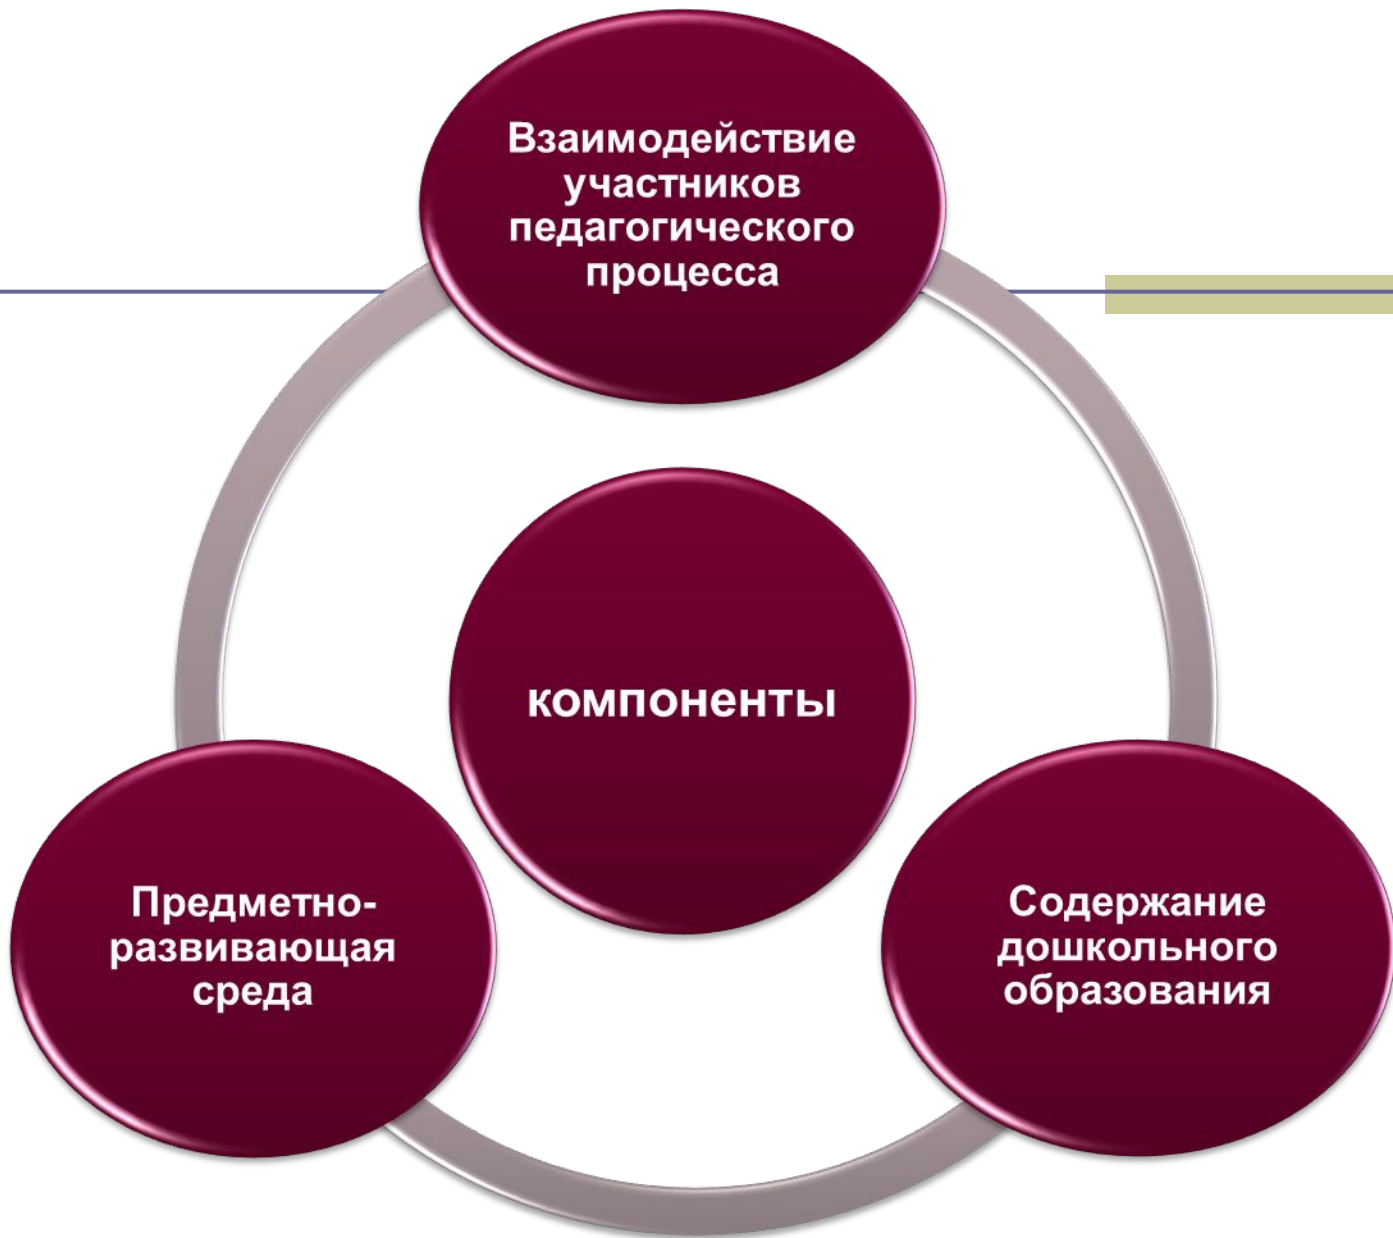 Взаимодействие
участников
педагогического
процесса
компоненты
Предметно-
развивающая
среда
Содержание
дошкольного
образования